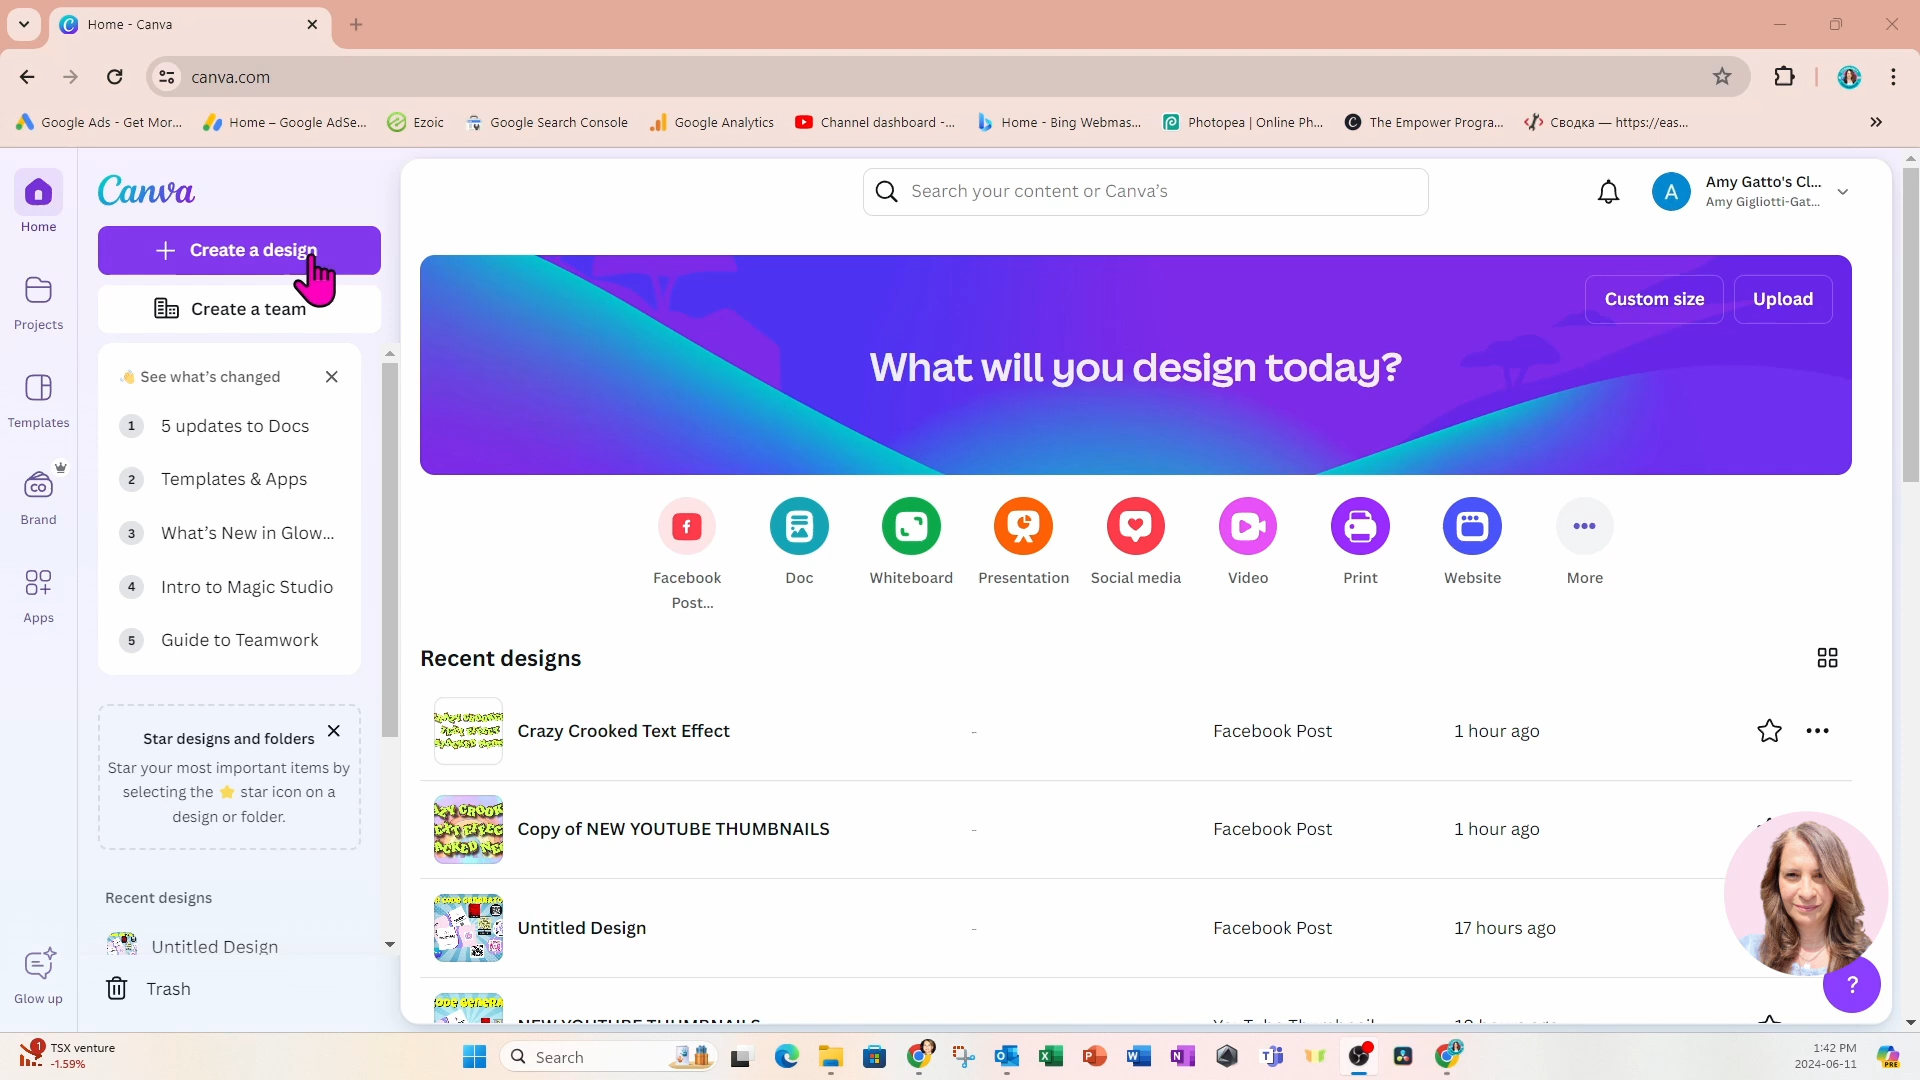 Home - Canva
canva.com
Google Ads - Get Mor...
Home – Google AdSe...
Ezoic
Google Search Console
Google Analytics
Channel dashboard -...
Home - Bing Webmas...
Photopea | Online Ph...
The Empower Progra...
Сводка — https://eas...
Home
Projects
Templates
Brand
Apps
Glow up
Canva
Create a design
Create a team
See what's changed
1 5 updates to Docs
2 Templates & Apps
3 What's New in Glow...
4 Intro to Magic Studio
5 Guide to Teamwork
Star designs and folders
Star your most important items by
selecting the ⭐ star icon on a
design or folder.
Recent designs
Untitled Design
Trash
Search your content or Canva's
A
Amy Gatto's Cl...
Amy Gigliotti-Gat...
Custom size
Upload
What will you design today?
Facebook
Post...
Doc
Whiteboard
Presentation
Social media
Video
Print
Website
More
Recent designs
Crazy Crooked Text Effect - Facebook Post 1 hour ago
Copy of NEW YOUTUBE THUMBNAILS - Facebook Post 1 hour ago
Untitled Design - Facebook Post 17 hours ago
NEW YOUTUBE THUMBNAILS
?
1
TSX venture
-1.59%
Search
1:42 PM
2024-06-11